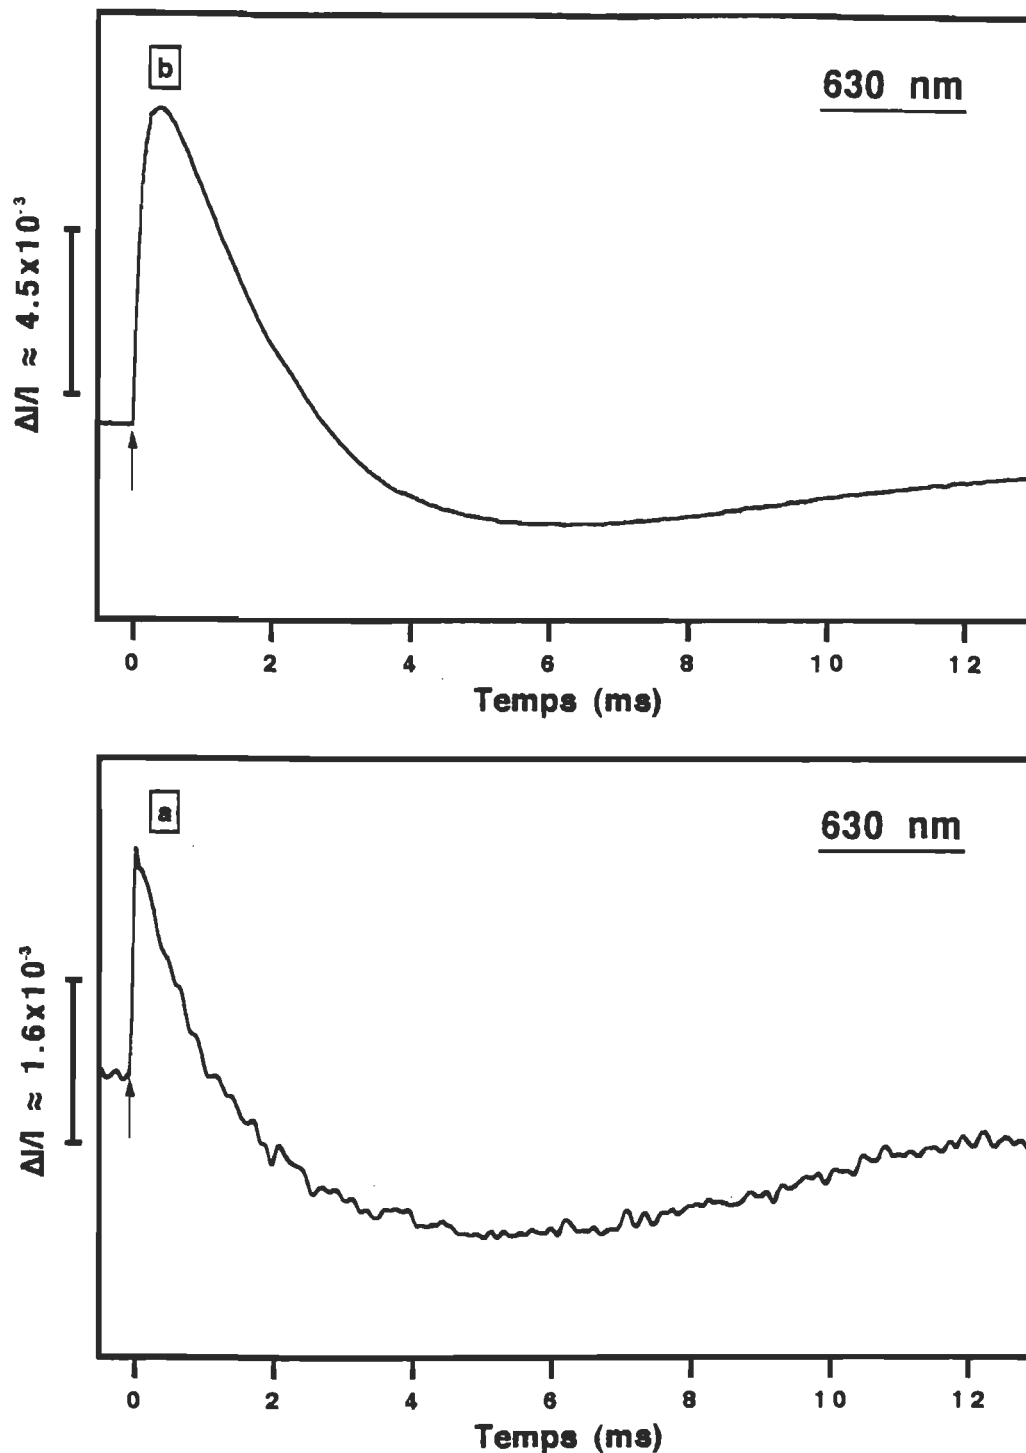 b
630 nm
ΔI/I ≈ 4.5x10⁻³
0 2 4 6 8 10 12
Temps (ms)
a
630 nm
ΔI/I ≈ 1.6x10⁻³
0 2 4 6 8 10 12
Temps (ms)